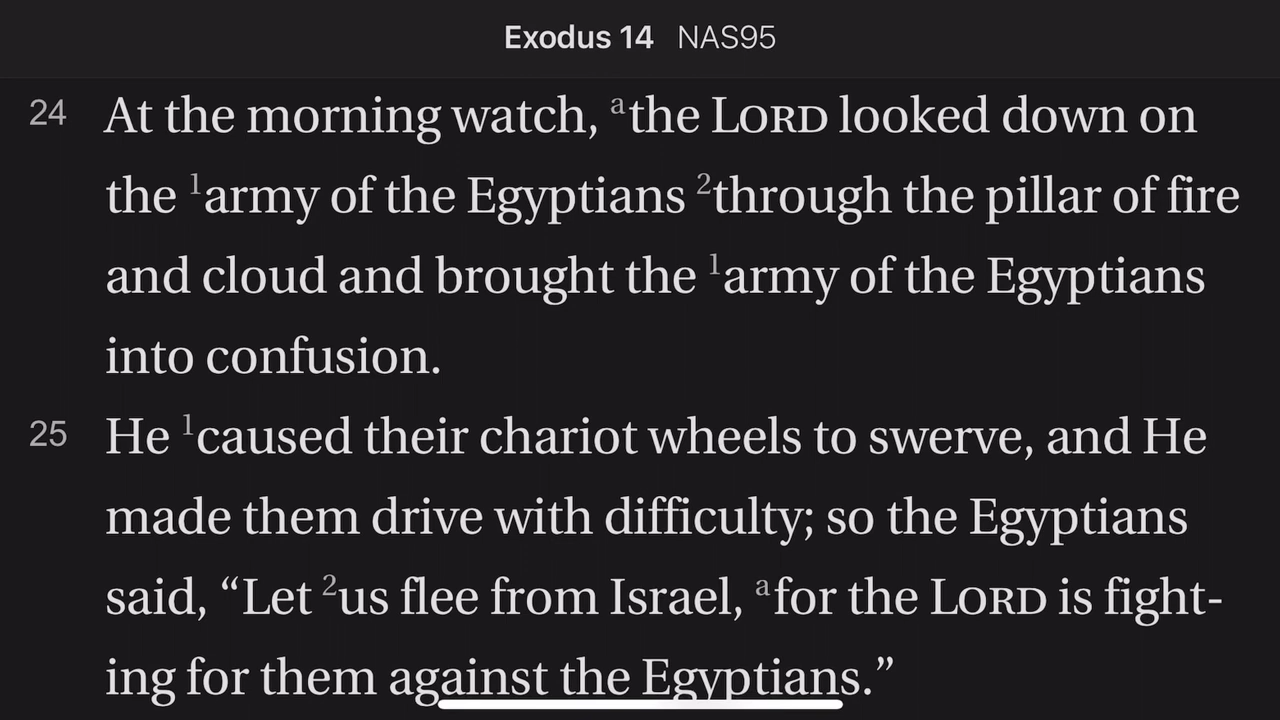 Exodus 14 NAS95
24 At the morning watch, ᵃthe LORD looked down on
the ¹army of the Egyptians ²through the pillar of fire
and cloud and brought the ¹army of the Egyptians
into confusion.
25 He ¹caused their chariot wheels to swerve, and He
made them drive with difficulty; so the Egyptians
said, “Let ²us flee from Israel, ᵃfor the LORD is fight-
ing for them against the Egyptians.”